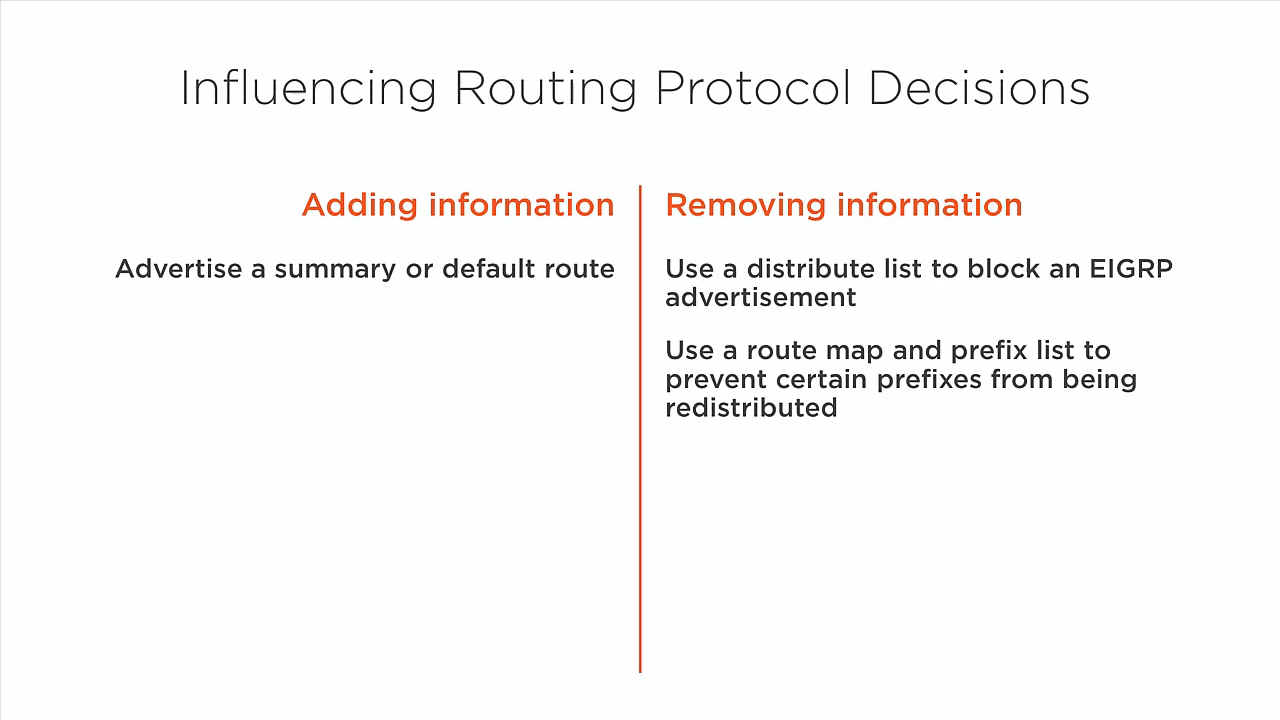 Influencing Routing Protocol Decisions
Adding information
Advertise a summary or default route
Removing information
Use a distribute list to block an EIGRP
advertisement
Use a route map and prefix list to
prevent certain prefixes from being
redistributed